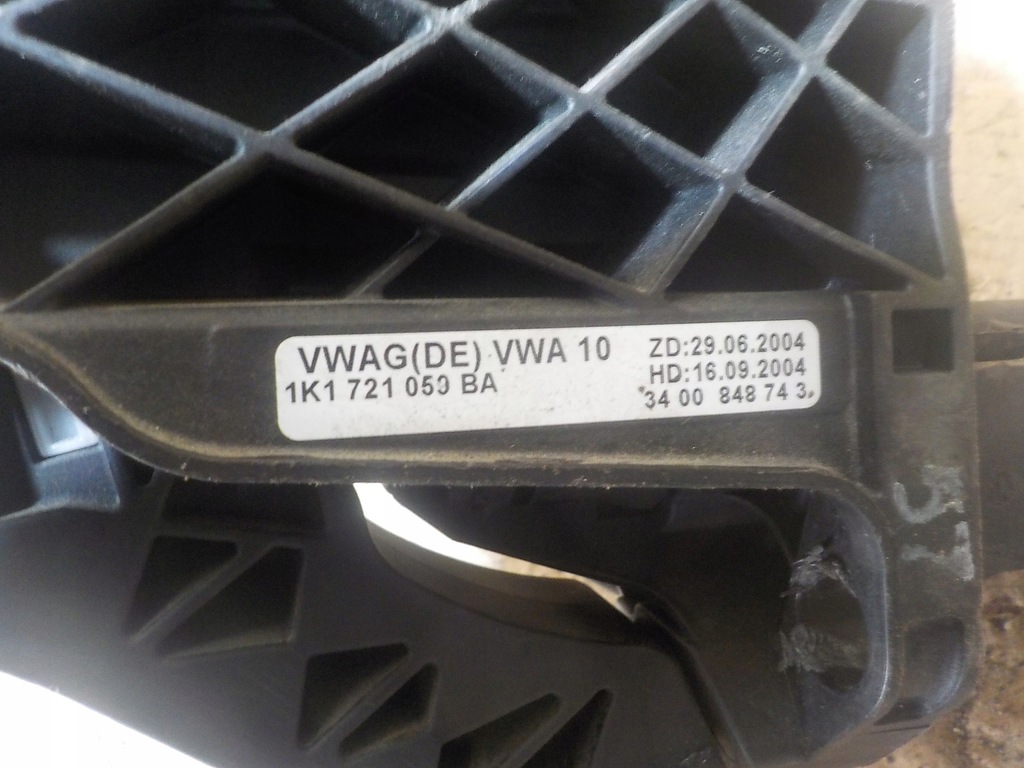 VWAG(DE) VWA 10
1K1 721 059 BA
ZD:29.06.2004
HD:16.09.2004
34 00 848 74 3